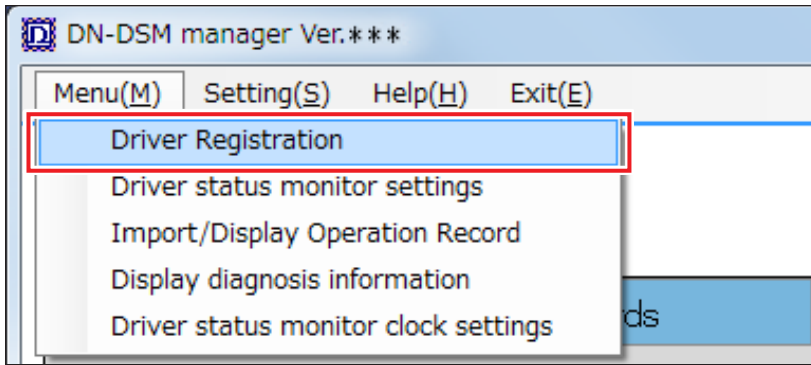 DN-DSM manager Ver.***
Menu(M) Setting(S) Help(H) Exit(E)
Driver Registration
Driver status monitor settings
Import/Display Operation Record
Display diagnosis information
Driver status monitor clock settings
ds